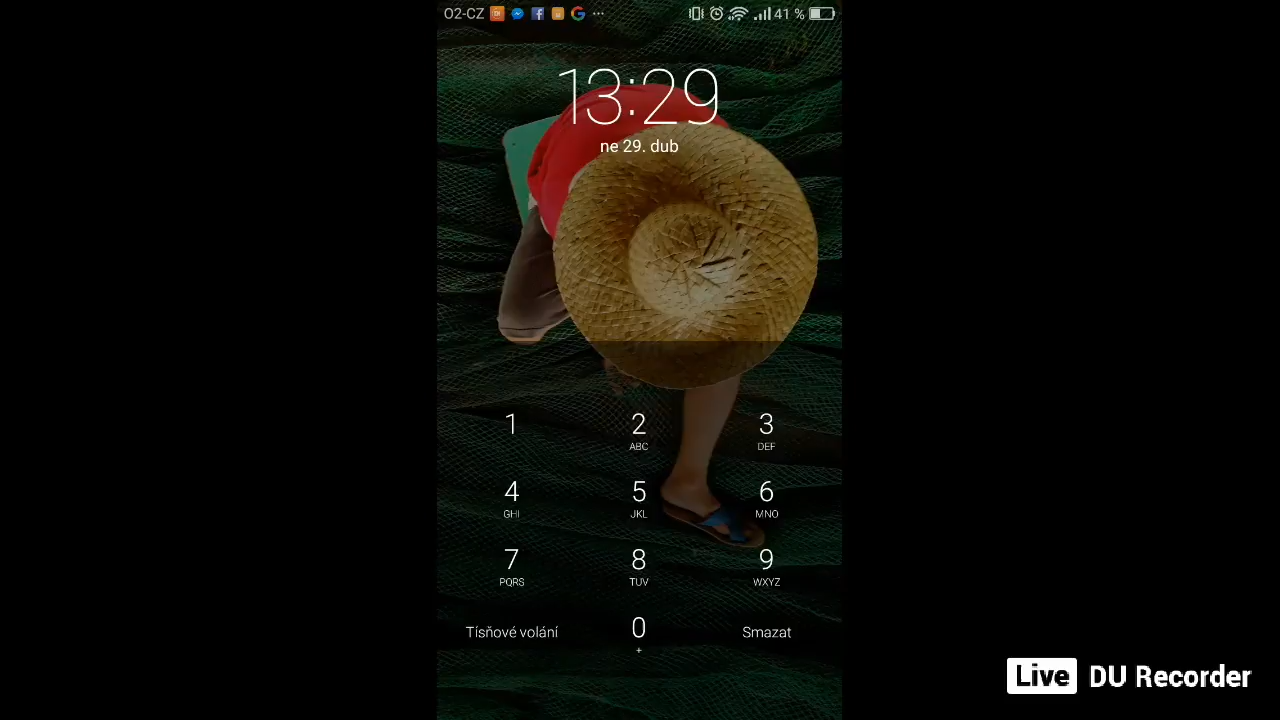 O2-CZ ... 41 %
13:29
ne 29. dub
1 2 3
ABC DEF
4 5 6
GHI JKL MNO
7 8 9
PQRS TUV WXYZ
Tísňové volání 0 Smazat
+
Live DU Recorder